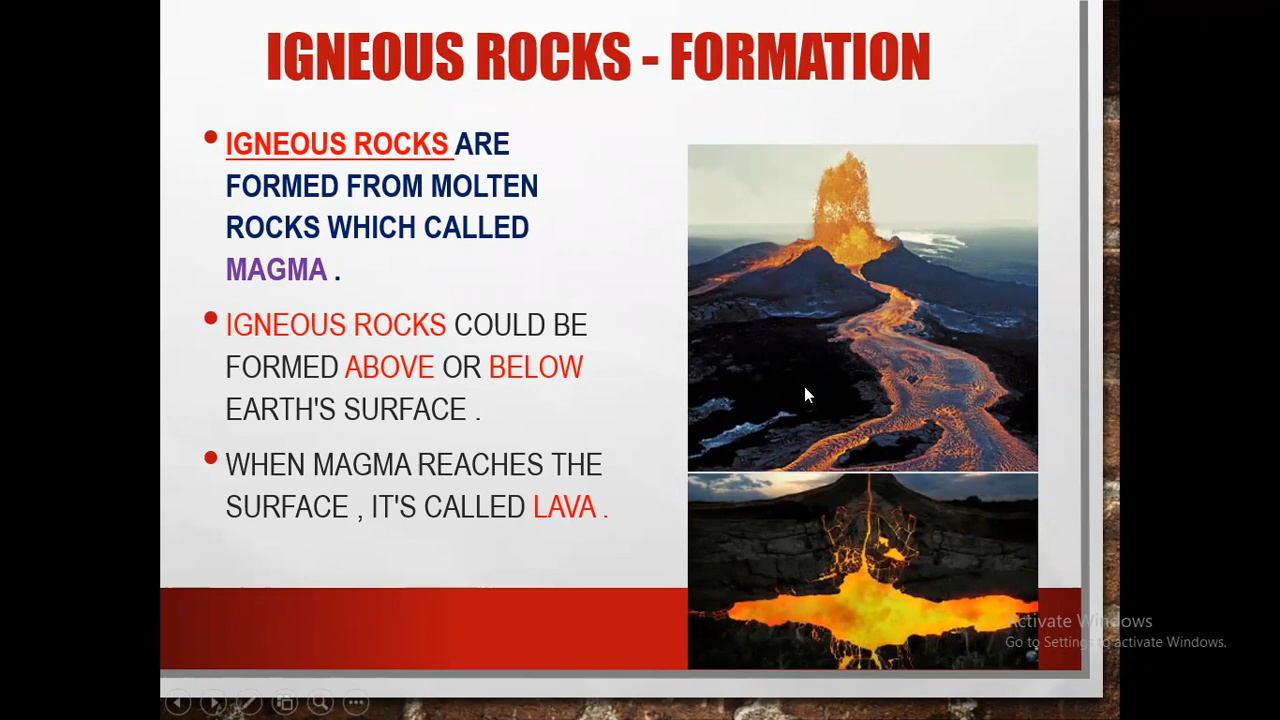 IGNEOUS ROCKS - FORMATION
• IGNEOUS ROCKS ARE
FORMED FROM MOLTEN
ROCKS WHICH CALLED
MAGMA .
• IGNEOUS ROCKS COULD BE
FORMED ABOVE OR BELOW
EARTH'S SURFACE .
• WHEN MAGMA REACHES THE
SURFACE , IT'S CALLED LAVA .
Activate Windows
Go to Settings to activate Windows.